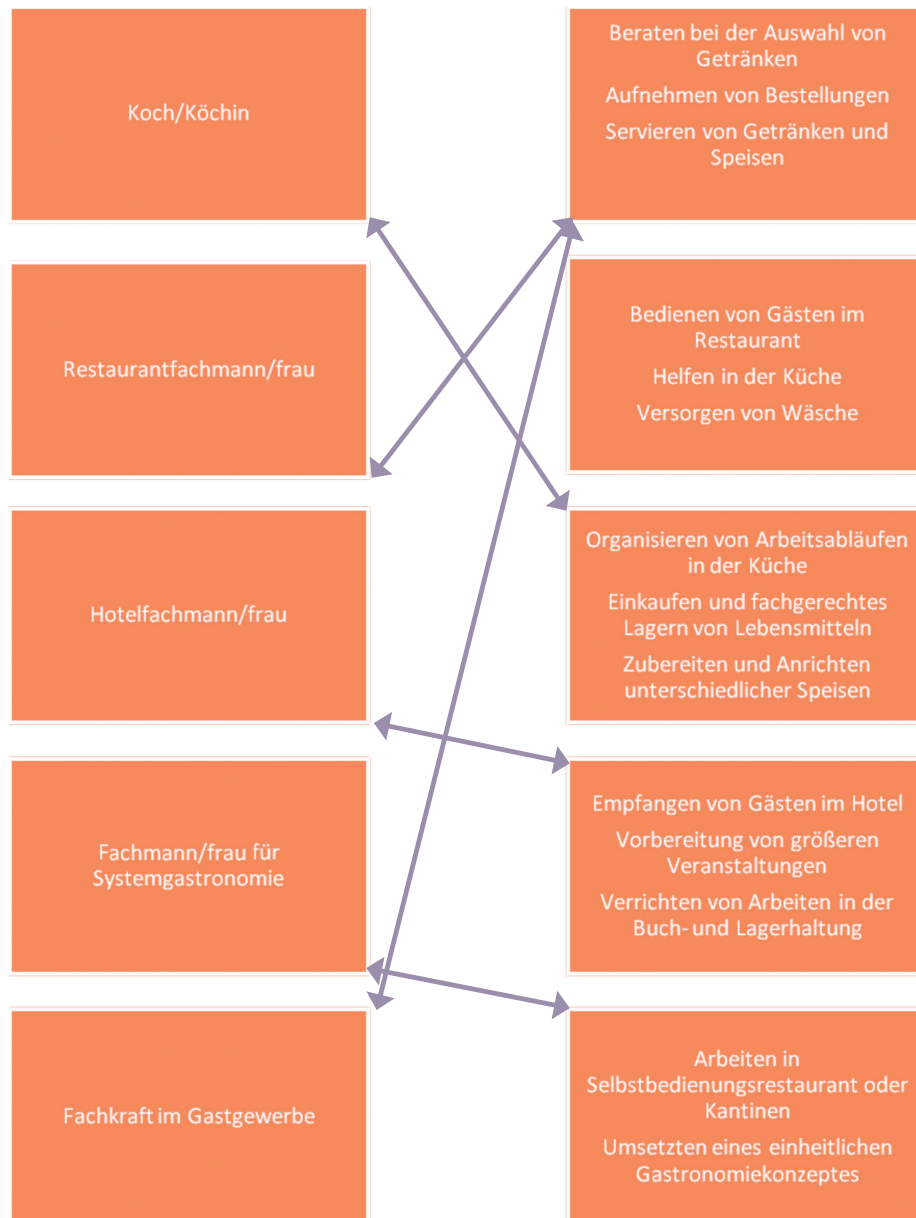 Koch/Köchin
Beraten bei der Auswahl von
Getränken
Aufnehmen von Bestellungen
Servieren von Getränken und
Speisen
Restaurantfachmann/frau
Bedienen von Gästen im
Restaurant
Helfen in der Küche
Versorgen von Wäsche
Hotelfachmann/frau
Organisieren von Arbeitsabläufen
in der Küche
Einkaufen und fachgerechtes
Lagern von Lebensmitteln
Zubereiten und Anrichten
unterschiedlicher Speisen
Fachmann/frau für
Systemgastronomie
Empfangen von Gästen im Hotel
Vorbereitung von größeren
Veranstaltungen
Verrichten von Arbeiten in der
Buch- und Lagerhaltung
Fachkraft im Gastgewerbe
Arbeiten in
Selbstbedienungsrestaurant oder
Kantinen
Umsetzten eines einheitlichen
Gastronomiekonzeptes